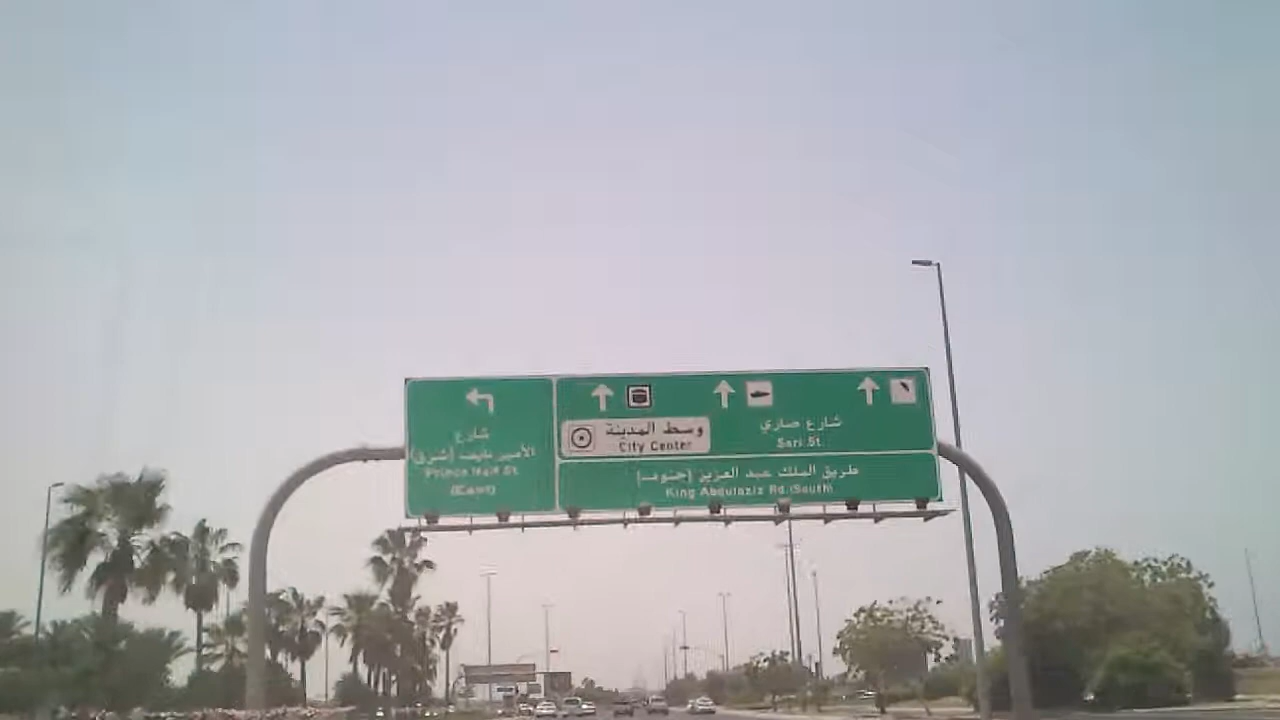 شارع
الأمير نايف (شرق)
Prince Naif St.
(East)
وسط المدينة
City Center
شارع صاري
Sari St.
طريق الملك عبد العزيز (جنوب)
King Abdulaziz Rd.(South)